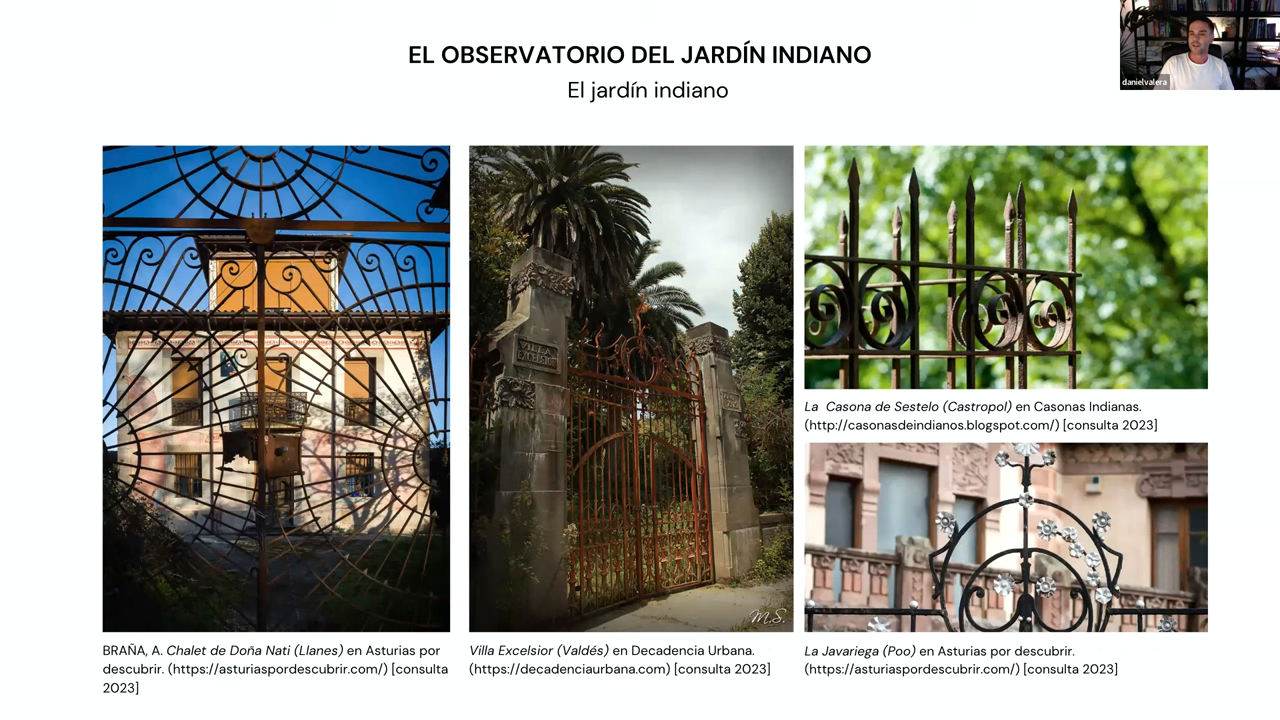 EL OBSERVATORIO DEL JARDÍN INDIANO
El jardín indiano
danielvalera
VILLA
EXCELSIOR
M.S.
BRAÑA, A. Chalet de Doña Nati (Llanes) en Asturias por
descubrir. (https://asturiaspordescubrir.com/) [consulta
2023]
Villa Excelsior (Valdés) en Decadencia Urbana.
(https://decadenciaurbana.com) [consulta 2023]
La Casona de Sestelo (Castropol) en Casonas Indianas.
(http://casonasdeindianos.blogspot.com/) [consulta 2023]
La Javariega (Poo) en Asturias por descubrir.
(https://asturiaspordescubrir.com/) [consulta 2023]